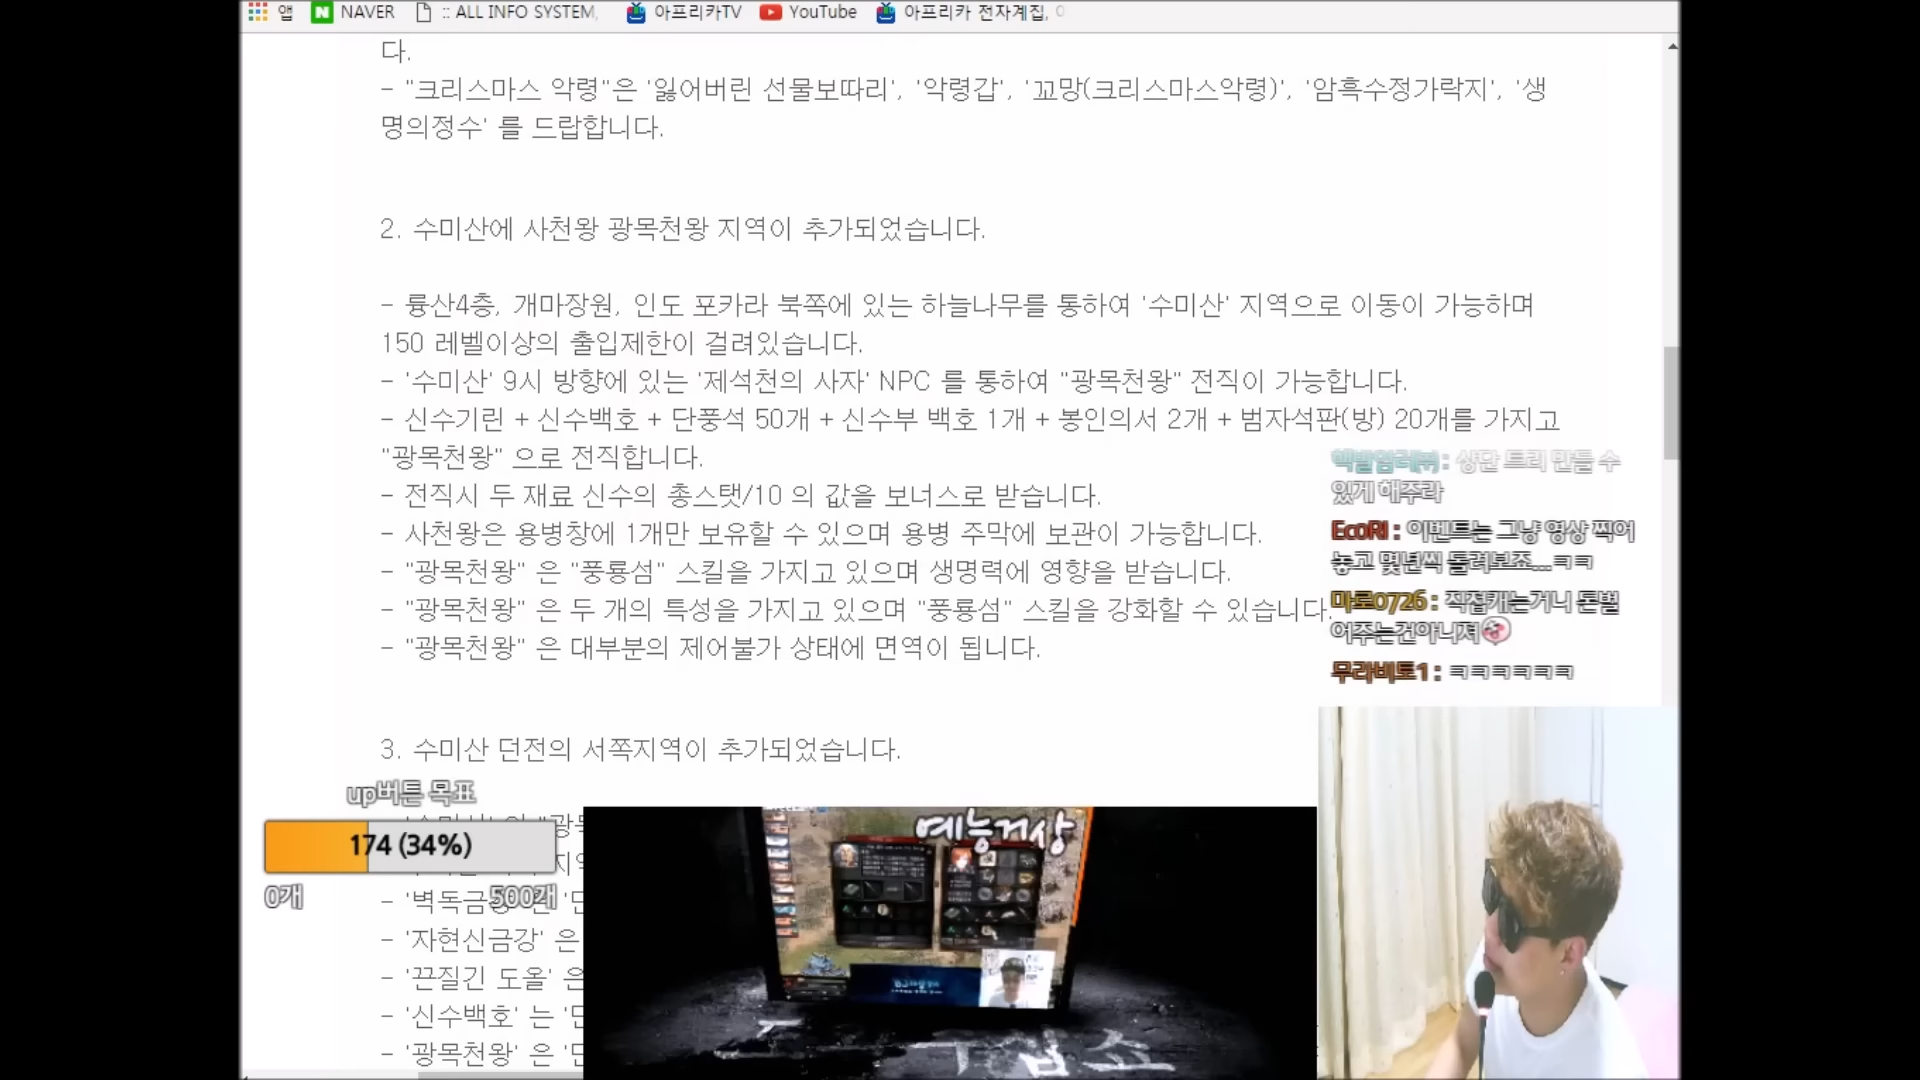 앱 NAVER :: ALL INFO SYSTEM, 아프리카TV YouTube 아프리카 전자계집,
다.
- "크리스마스 악령"은 '잃어버린 선물보따리', '악령갑', '꼬망(크리스마스악령)', '암흑수정가락지', '생
명의정수' 를 드랍합니다.
2. 수미산에 사천왕 광목천왕 지역이 추가되었습니다.
- 륭산4층, 개마장원, 인도 포카라 북쪽에 있는 하늘나무를 통하여 '수미산' 지역으로 이동이 가능하며
150 레벨이상의 출입제한이 걸려있습니다.
- '수미산' 9시 방향에 있는 '제석천의 사자' NPC 를 통하여 "광목천왕" 전직이 가능합니다.
- 신수기린 + 신수백호 + 단풍석 50개 + 신수부 백호 1개 + 봉인의서 2개 + 범자석판(방) 20개를 가지고
"광목천왕" 으로 전직합니다.
- 전직시 두 재료 신수의 총스탯/10 의 값을 보너스로 받습니다.
- 사천왕은 용병창에 1개만 보유할 수 있으며 용병 주막에 보관이 가능합니다.
- "광목천왕" 은 "풍룡섬" 스킬을 가지고 있으며 생명력에 영향을 받습니다.
- "광목천왕" 은 두 개의 특성을 가지고 있으며 "풍룡섬" 스킬을 강화할 수 있습니다.
- "광목천왕" 은 대부분의 제어불가 상태에 면역이 됩니다.
상단 트리 만들 수
있게 해주라
EcoRI : 이벤트는 그냥 영상 찍어
놓고 몇년씩 돌려보죠...ㅋㅋ
마로0726 : 직접캐는거니 돈벌
어주는건아니져
무라비토1 : ㅋㅋㅋㅋㅋㅋ
3. 수미산 던전의 서쪽지역이 추가되었습니다.
up버튼 목표
174 (34%)
0개 500개
- '벽독금
- '자현신금강' 은
- '끈질긴 도올' 은
- '신수백호' 는
- '광목천왕' 은
예능거상